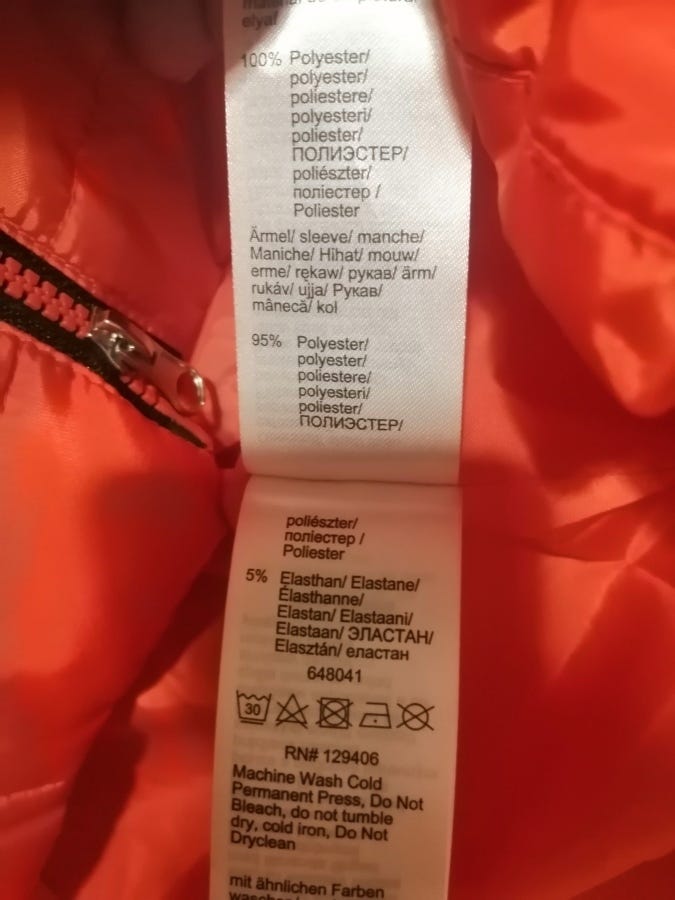 elyaf
100% Polyester/
polyester/
poliestere/
polyesteri/
poliester/
ПОЛИЭСТЕР/
poliészter/
поліестер /
Poliester
Ärmel/ sleeve/ manche/
Maniche/ Hihat/ mouw/
erme/ rękaw/ рукав/ ärm/
rukáv/ ujja/ Рукав/
mânecă/ kol
95% Polyester/
polyester/
poliestere/
polyesteri/
poliester/
ПОЛИЭСТЕР/
poliészter/
поліестер /
Poliester
5% Elasthan/ Elastane/
Élasthanne/
Elastan/ Elastaani/
Elastaan/ ЭЛАСТАН/
Elasztán/ еластан
648041
30
RN# 129406
Machine Wash Cold
Permanent Press, Do Not
Bleach, do not tumble
dry, cold iron, Do Not
Dryclean
mit ähnlichen Farben